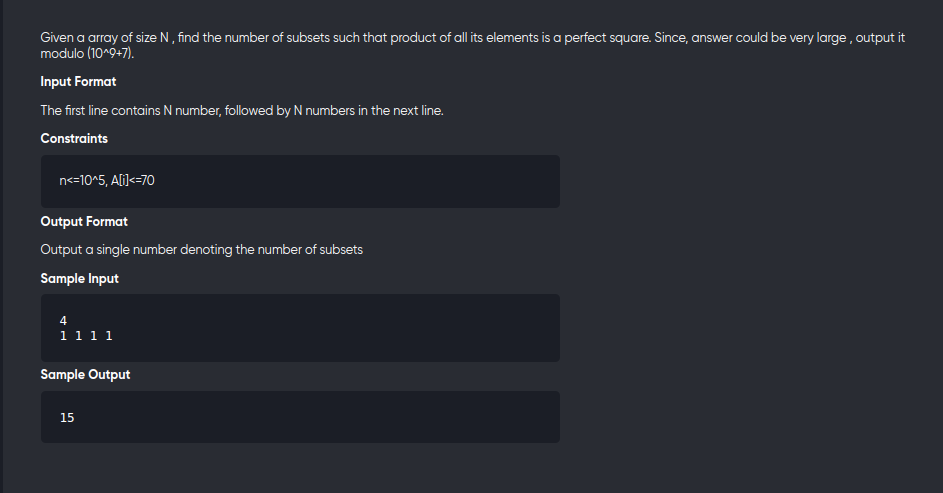 Given a array of size N , find the number of subsets such that product of all its elements is a perfect square. Since, answer could be very large , output it
modulo (10^9+7).
Input Format
The first line contains N number, followed by N numbers in the next line.
Constraints
n<=10^5, A[i]<=70
Output Format
Output a single number denoting the number of subsets
Sample Input
4
1 1 1 1
Sample Output
15